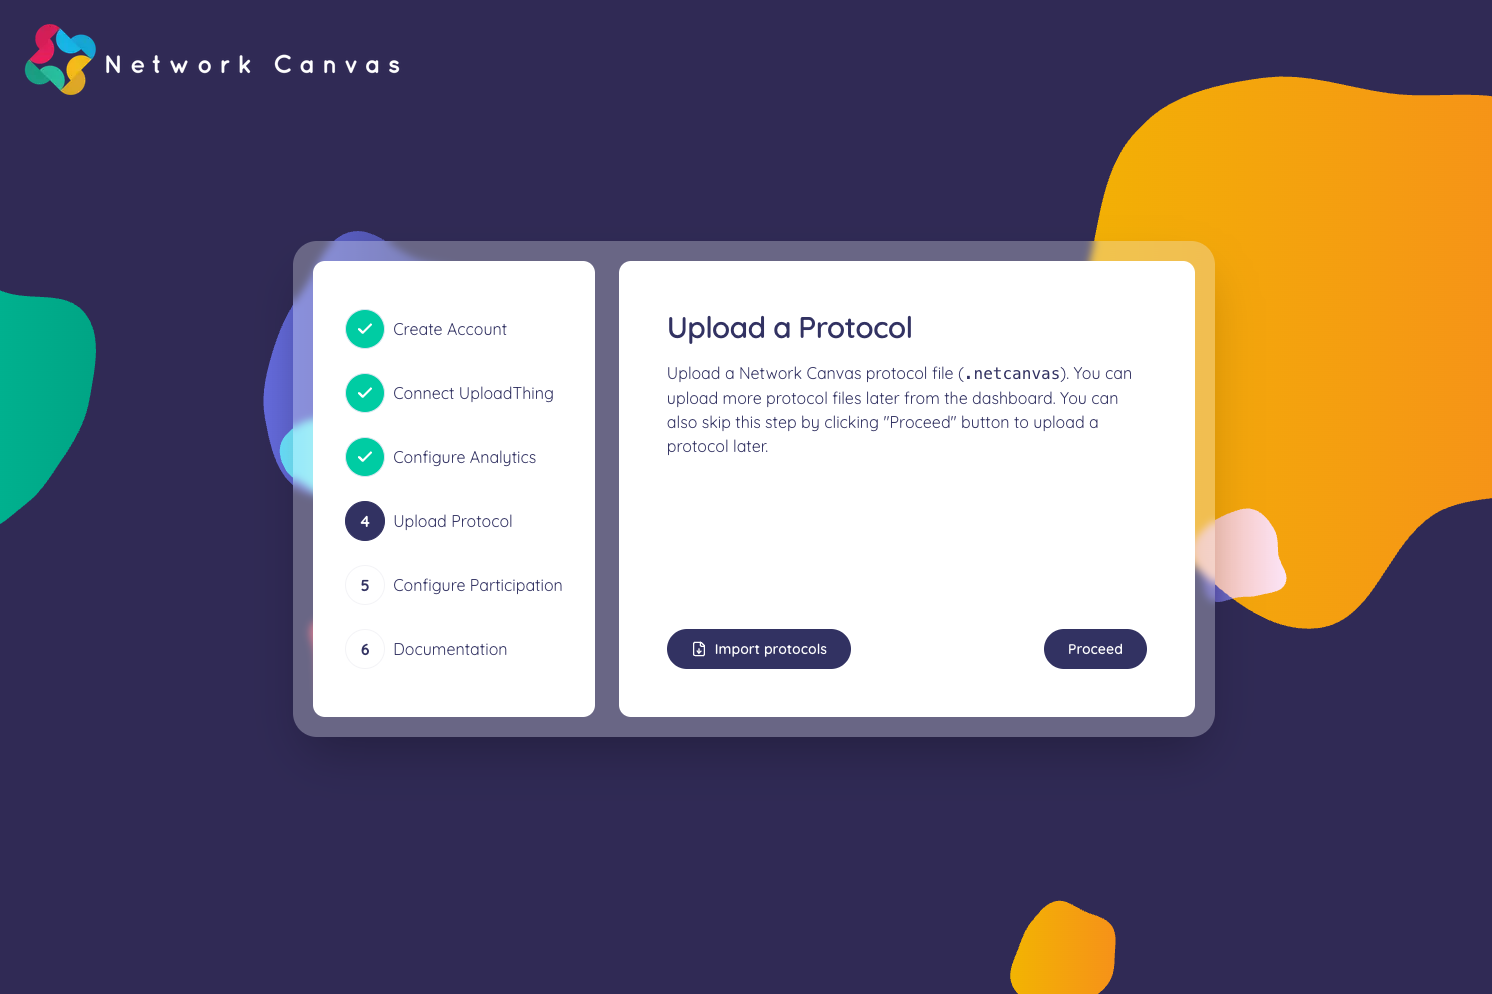 Network Canvas
Create Account
Connect UploadThing
Configure Analytics
4 Upload Protocol
5 Configure Participation
6 Documentation
Upload a Protocol
Upload a Network Canvas protocol file (.netcanvas). You can
upload more protocol files later from the dashboard. You can
also skip this step by clicking "Proceed" button to upload a
protocol later.
Import protocols
Proceed